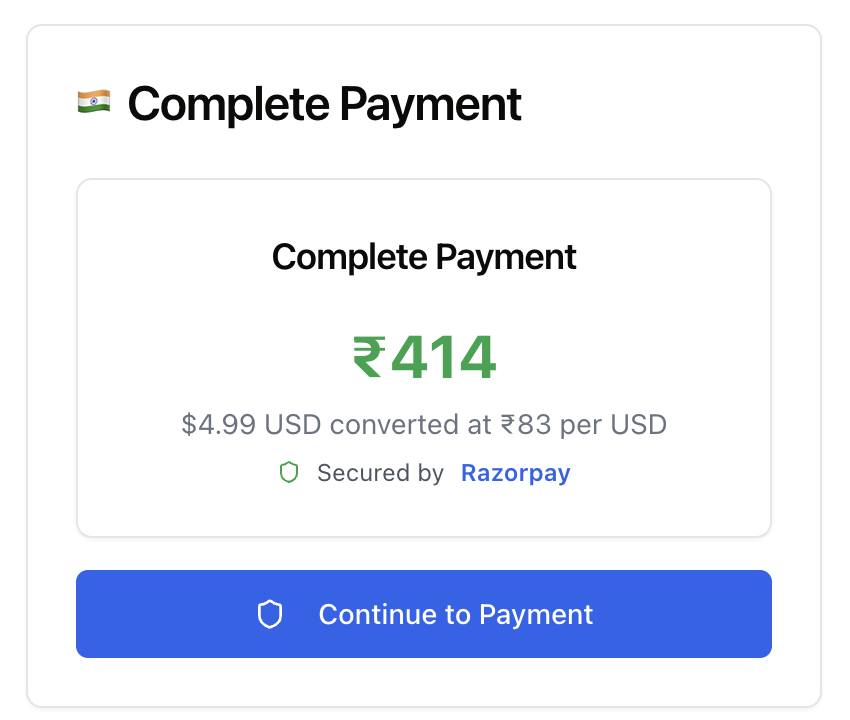 Complete Payment
Complete Payment
₹414
$4.99 USD converted at ₹83 per USD
Secured by Razorpay
Continue to Payment